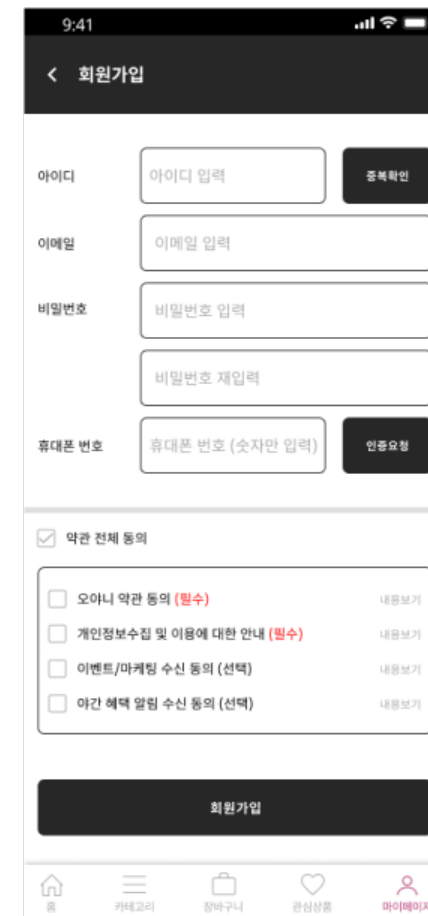 9:41
회원가입
아이디
아이디 입력
중복확인
이메일
이메일 입력
비밀번호
비밀번호 입력
비밀번호 재입력
휴대폰 번호
휴대폰 번호 (숫자만 입력)
인증요청
약관 전체 동의
오야니 약관 동의 (필수)
내용보기
개인정보수집 및 이용에 대한 안내 (필수)
내용보기
이벤트/마케팅 수신 동의 (선택)
내용보기
야간 혜택 알림 수신 동의 (선택)
내용보기
회원가입
홈
카테고리
장바구니
관심상품
마이페이지